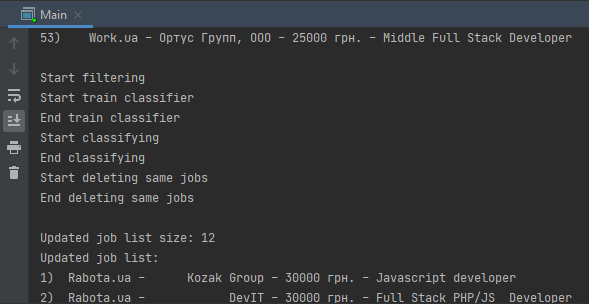 Main
53) Work.ua – Ортус Групп, ООО – 25000 грн. – Middle Full Stack Developer
Start filtering
Start train classifier
End train classifier
Start classifying
End classifying
Start deleting same jobs
End deleting same jobs
Updated job list size: 12
Updated job list:
1) Rabota.ua – Kozak Group – 30000 грн. – Javascript developer
2) Rabota.ua – DevIT – 30000 грн. – Full Stack PHP/JS Developer